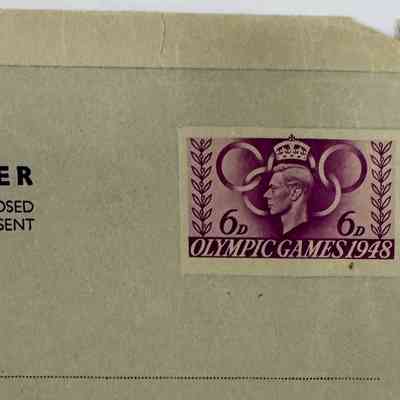 ER
OSED
SENT
6D 6D
OLYMPIC GAMES 1948